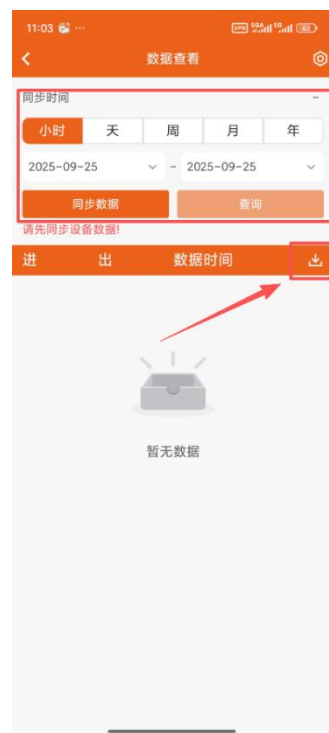 11:03 ···
数据查看
同步时间 -
小时 天 周 月 年
2025-09-25 - 2025-09-25
同步数据 查询
请先同步设备数据!
进 出 数据时间
暂无数据